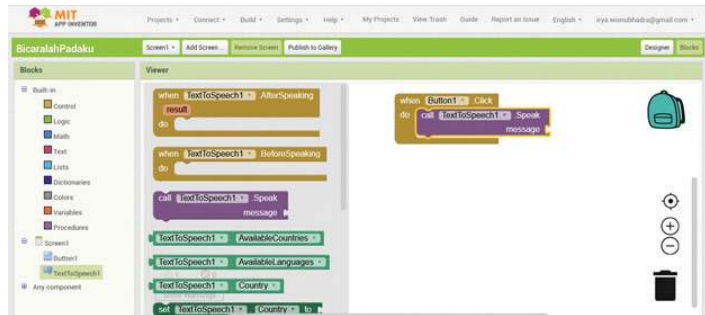 MIT
APP INVENTOR
Projects Connect Build Settings Help My Projects View Trash Guide Report an Issue English
BicaralahPadaku Screen1 Add Screen ... Remove Screen Publish to Gallery Designer Blocks
Blocks Viewer
Built-in
Control
Logic
Math
Text
Lists
Dictionaries
Colors
Variables
Procedures
Screen1
Button1
TextToSpeech1
Any component
when TextToSpeech1 .AfterSpeaking
result
do
when TextToSpeech1 .BeforeSpeaking
do
call TextToSpeech1 .Speak
message
TextToSpeech1 . AvailableCountries
TextToSpeech1 . AvailableLanguages
TextToSpeech1 . Country
set TextToSpeech1 . Country to
when Button1 .Click
do call TextToSpeech1 .Speak
message